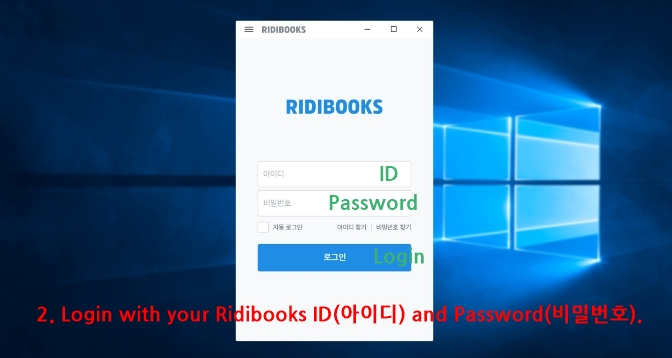 RIDIBOOKS
RIDIBOOKS
아이디 ID
비밀번호 Password
자동 로그인 아이디 찾기 | 비밀번호 찾기
로그인 Login
2. Login with your Ridibooks ID(아이디) and Password(비밀번호).